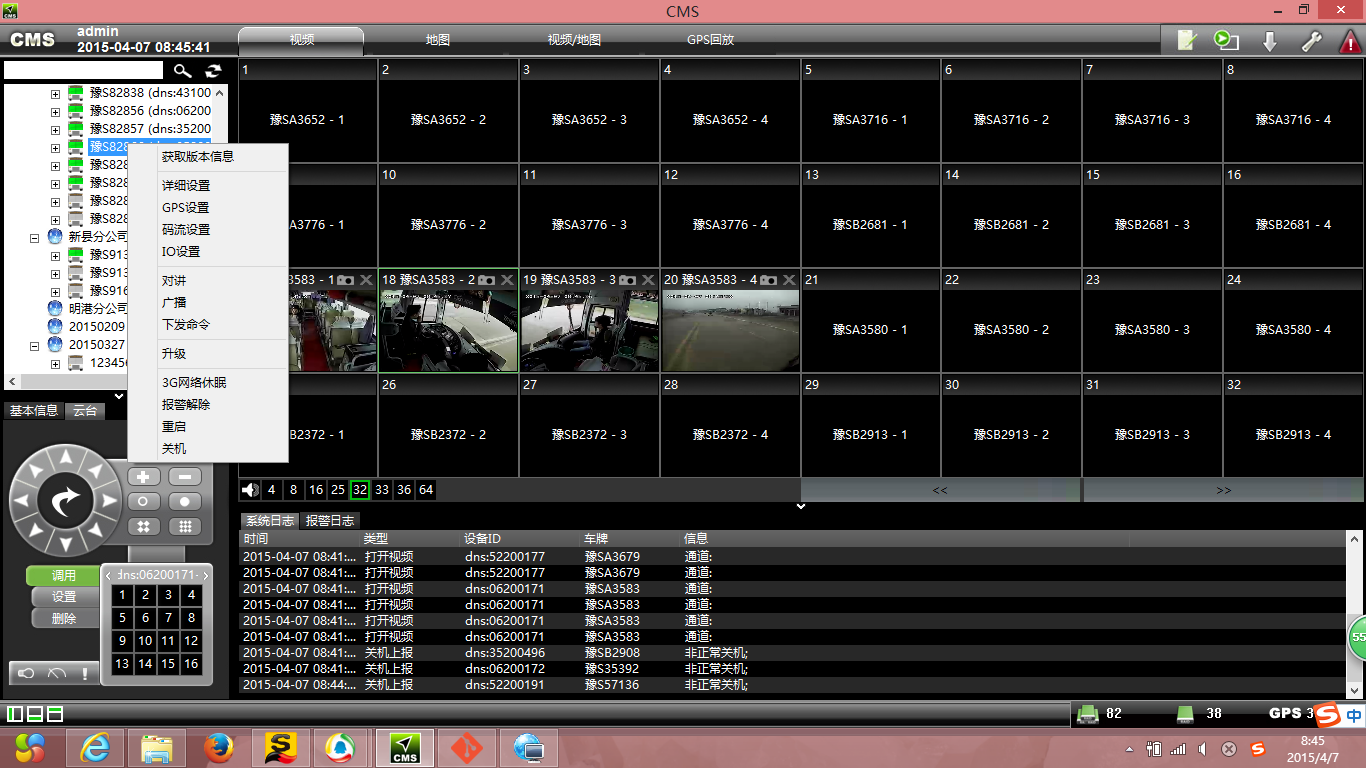 CMS
CMS admin
2015-04-07 08:45:41
视频 地图 视频/地图 GPS回放
豫S82838 (dns:43100
豫S82856 (dns:06200
豫S82857 (dns:35200
豫S828
豫S828
豫S828
豫S828
新县分公司
豫S913
豫S913
豫S916
明港分公司
20150209
20150327
123456
获取版本信息
详细设置
GPS设置
码流设置
IO设置
对讲
广播
下发命令
升级
3G网络休眠
报警解除
重启
关机
基本信息 云台
调用
设置
删除
dns:06200171-
1 2 3 4
5 6 7 8
9 10 11 12
13 14 15 16
1 2 3 4 5 6 7 8
豫SA3652 - 1 豫SA3652 - 2 豫SA3652 - 3 豫SA3652 - 4 豫SA3716 - 1 豫SA3716 - 2 豫SA3716 - 3 豫SA3716 - 4
10 11 12 13 14 15 16
A3776 - 1 豫SA3776 - 2 豫SA3776 - 3 豫SA3776 - 4 豫SB2681 - 1 豫SB2681 - 2 豫SB2681 - 3 豫SB2681 - 4
3583 - 1 18 豫SA3583 - 2 19 豫SA3583 - 3 20 豫SA3583 - 4 21 22 23 24
豫SA3580 - 1 豫SA3580 - 2 豫SA3580 - 3 豫SA3580 - 4
26 27 28 29 30 31 32
B2372 - 1 豫SB2372 - 2 豫SB2372 - 3 豫SB2372 - 4 豫SB2913 - 1 豫SB2913 - 2 豫SB2913 - 3 豫SB2913 - 4
4 8 16 25 32 33 36 64 << >>
系统日志 报警日志
时间 类型 设备ID 车牌 信息
2015-04-07 08:41:... 打开视频 dns:52200177 豫SA3679 通道:
2015-04-07 08:41:... 打开视频 dns:52200177 豫SA3679 通道:
2015-04-07 08:41:... 打开视频 dns:06200171 豫SA3583 通道:
2015-04-07 08:41:... 打开视频 dns:06200171 豫SA3583 通道:
2015-04-07 08:41:... 打开视频 dns:06200171 豫SA3583 通道:
2015-04-07 08:41:... 打开视频 dns:06200171 豫SA3583 通道:
2015-04-07 08:41:... 关机上报 dns:35200496 豫SB2908 非正常关机;
2015-04-07 08:41:... 关机上报 dns:06200172 豫S35392 非正常关机;
2015-04-07 08:44:... 关机上报 dns:52200191 豫S57136 非正常关机;
55
82 38 GPS 3 中
CMS
8:45
2015/4/7